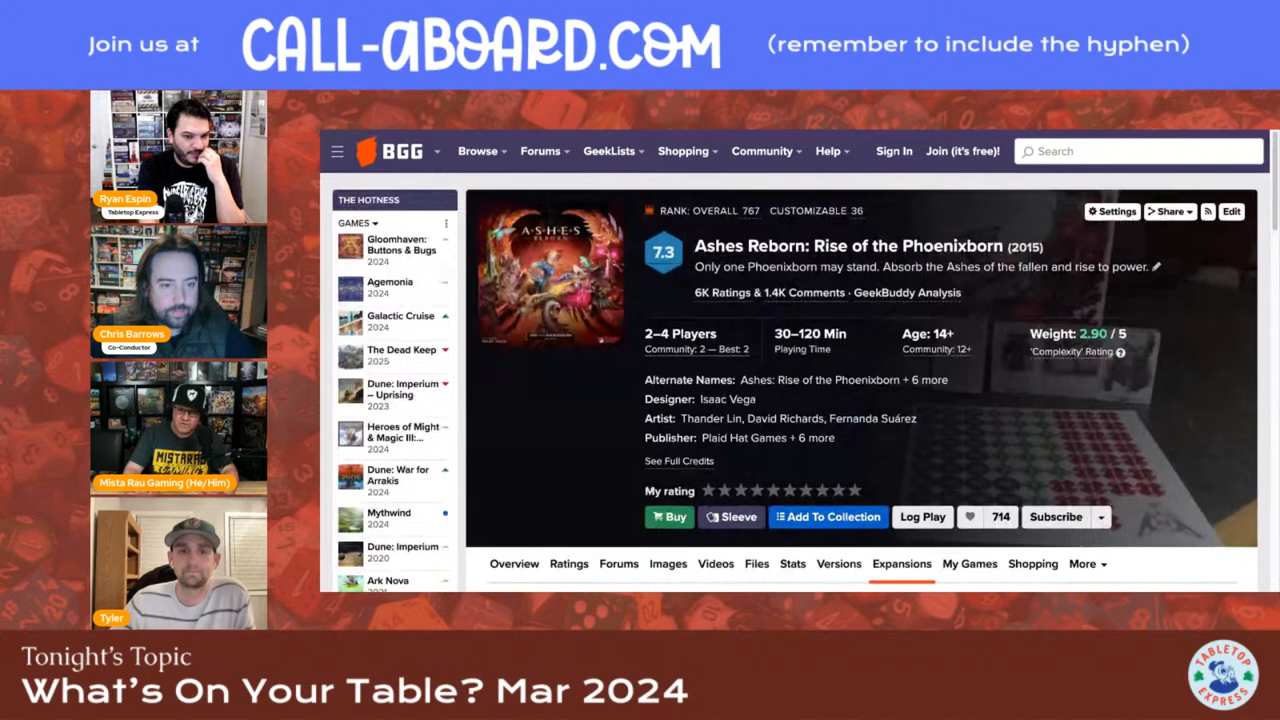 Join us at CALL-aBOARD.COM (remember to include the hyphen)
Ryan Espin
Tabletop Express
Chris Barrows
Co-Conductor
MISTARAU
GAMING
Mista Rau Gaming (He/Him)
Tyler
BGG Browse Forums GeekLists Shopping Community Help Sign In Join (it's free!) Search
THE HOTNESS
GAMES
Gloomhaven:
Buttons & Bugs
2024
Agemonia
2024
Galactic Cruise
2024
The Dead Keep
2025
Dune: Imperium
– Uprising
2023
Heroes of Might
& Magic III:...
2024
Dune: War for
Arrakis
2024
Mythwind
2024
Dune: Imperium
2020
Ark Nova
ASHES
REBORN
RANK: OVERALL 767 CUSTOMIZABLE 36
Settings Share Edit
7.3
Ashes Reborn: Rise of the Phoenixborn (2015)
Only one Phoenixborn may stand. Absorb the Ashes of the fallen and rise to power.
6K Ratings & 1.4K Comments · GeekBuddy Analysis
2–4 Players 30–120 Min Age: 14+ Weight: 2.90 / 5
Community: 2 — Best: 2 Playing Time Community: 12+ 'Complexity' Rating
Alternate Names: Ashes: Rise of the Phoenixborn + 6 more
Designer: Isaac Vega
Artist: Thander Lin, David Richards, Fernanda Suárez
Publisher: Plaid Hat Games + 6 more
See Full Credits
My rating
Buy Sleeve Add To Collection Log Play 714 Subscribe
Overview Ratings Forums Images Videos Files Stats Versions Expansions My Games Shopping More
Tonight's Topic
What's On Your Table? Mar 2024
TABLETOP
EXPRESS